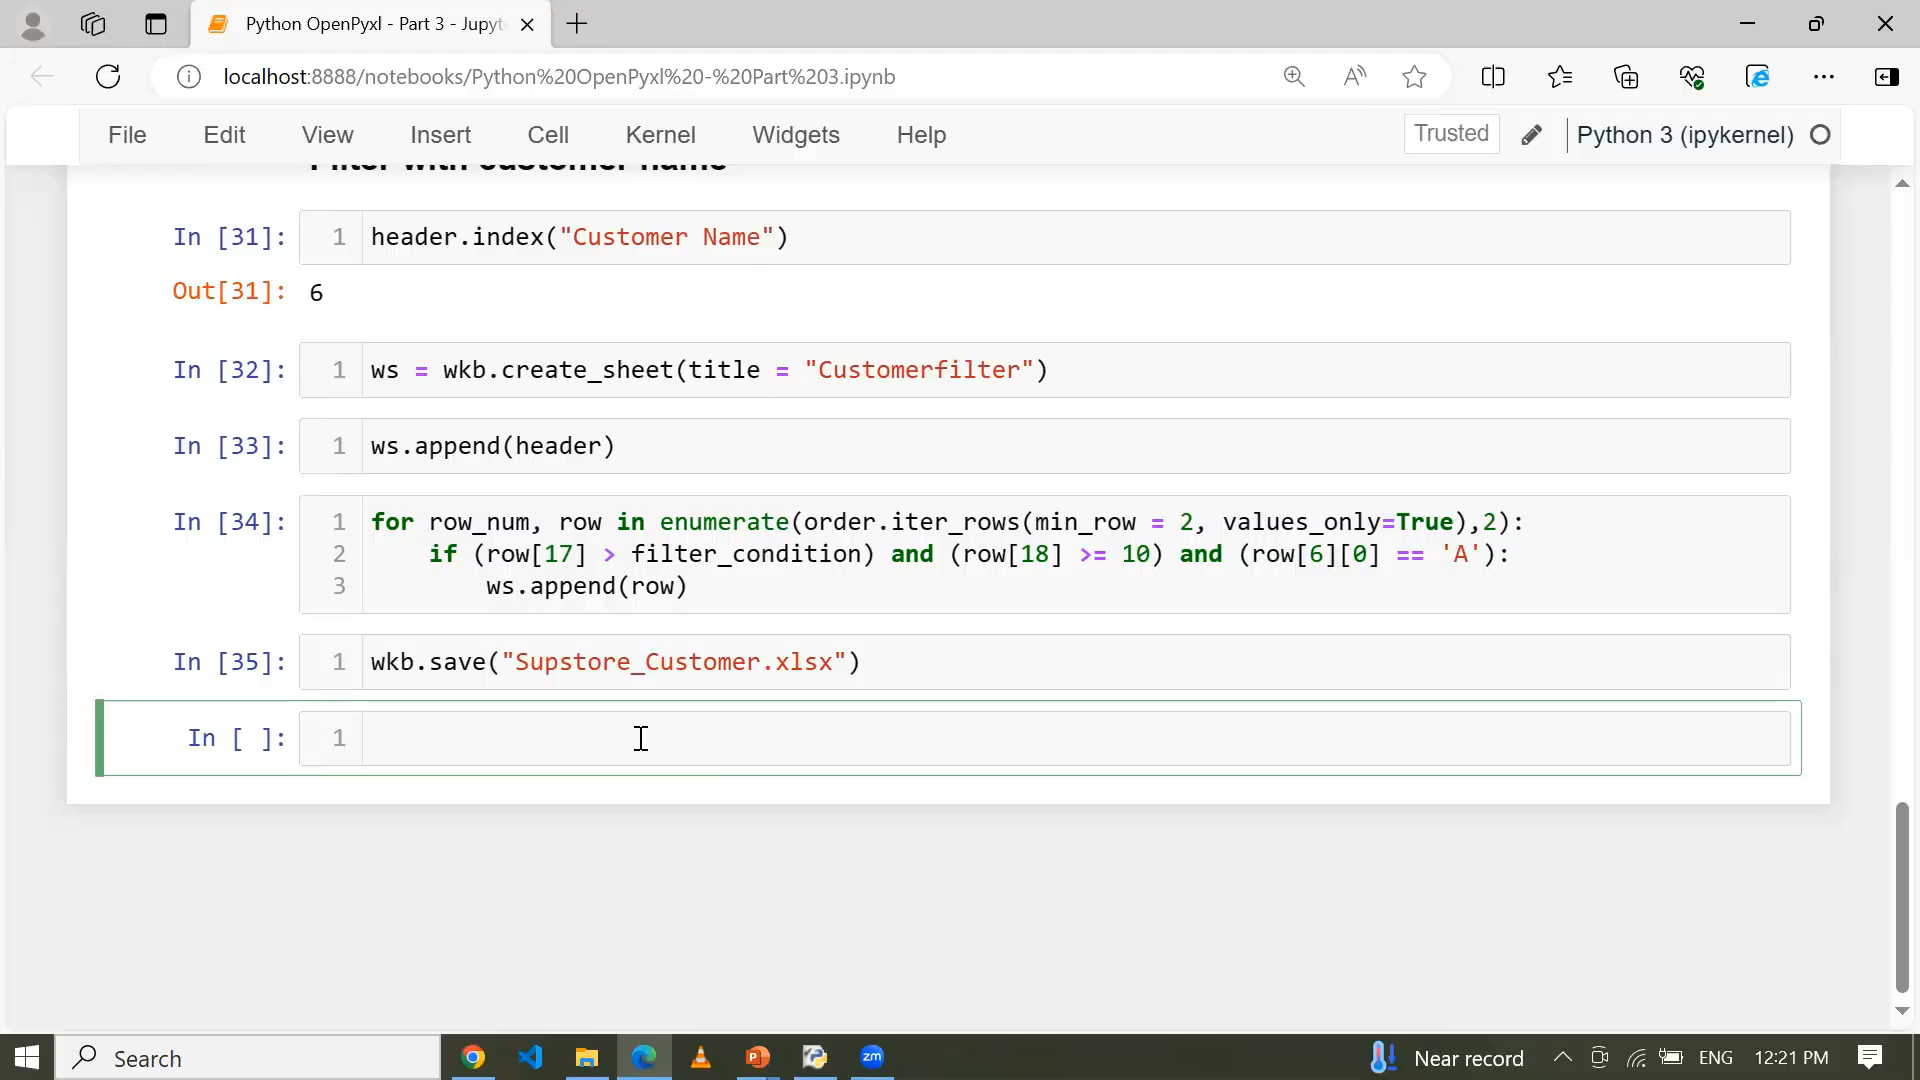 Python OpenPyxl - Part 3 - Jupyt
localhost:8888/notebooks/Python%20OpenPyxl%20-%20Part%203.ipynb
File Edit View Insert Cell Kernel Widgets Help Trusted Python 3 (ipykernel)
Filter with customer name
In [31]: 1 header.index("Customer Name")
Out[31]: 6
In [32]: 1 ws = wkb.create_sheet(title = "Customerfilter")
In [33]: 1 ws.append(header)
In [34]: 1 for row_num, row in enumerate(order.iter_rows(min_row = 2, values_only=True),2):
2 if (row[17] > filter_condition) and (row[18] >= 10) and (row[6][0] == 'A'):
3 ws.append(row)
In [35]: 1 wkb.save("Supstore_Customer.xlsx")
In [ ]: 1
Search zm Near record ENG 12:21 PM